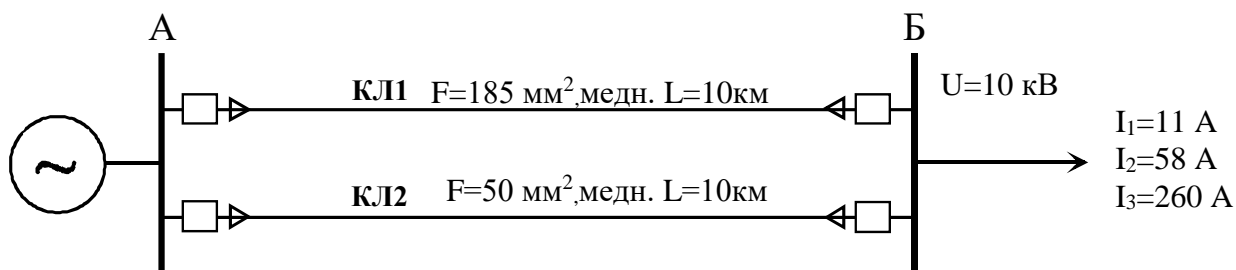 А
Б
КЛ1 F=185 мм²,медн. L=10км
U=10 кВ
I₁=11 А
I₂=58 А
I₃=260 А
КЛ2 F=50 мм²,медн. L=10км
~